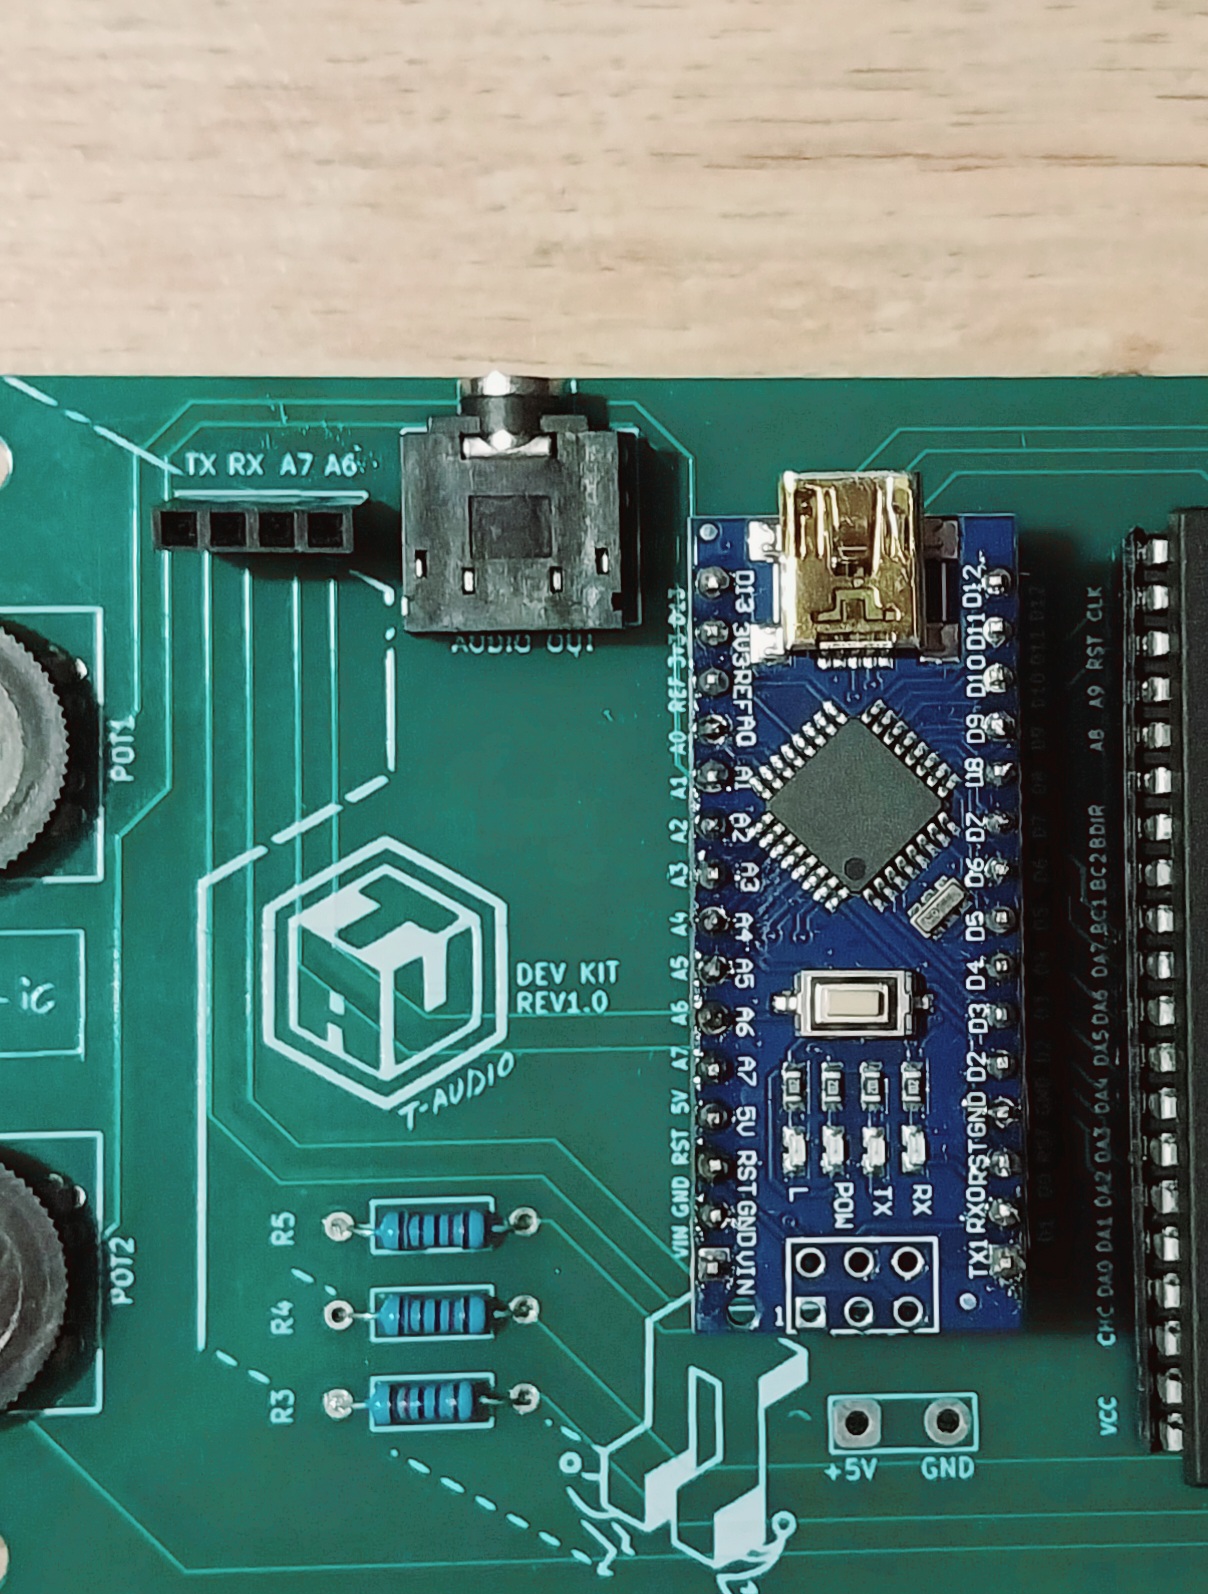 TX RX A7 A6
AUDIO OUT
POT1
DEV KIT
REV1.0
T-AUDIO
POT2
R5
R4
R3
VIN GND RST 5V A7 A6 A5 A4 A3 A2 A1 A0 REF 3V3 D13
D13 3V3 REF A0 A1 A2 A3 A4 A5 A6 A7 5V RST GND VIN
L
POW
TX
RX
1
TX1 RX0 RST GND D2 D3 D4 D5 D6 D7 D8 D9 D10 D11 D12
+5V GND
VCC CHC DA0 DA1 DA2 DA3 DA4 DA5 DA6 DA7 BC1 BC2 BDIR A8 A9 RST CLK